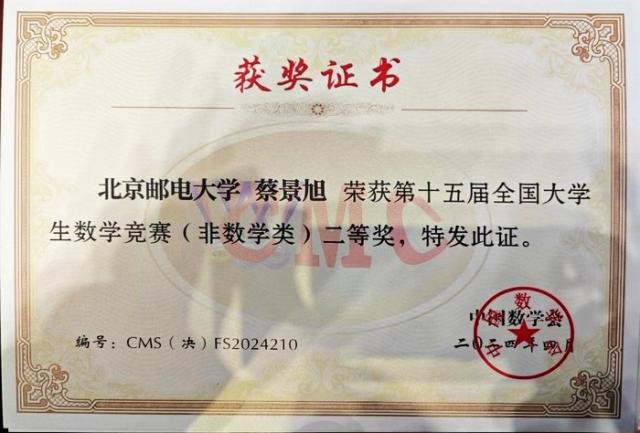 获奖证书
北京邮电大学 蔡景旭 荣获第十五届全国大学
生数学竞赛（非数学类）二等奖，特发此证。
CMC
中国数学会
编号：CMS（决）FS2024210
二〇二四年四月